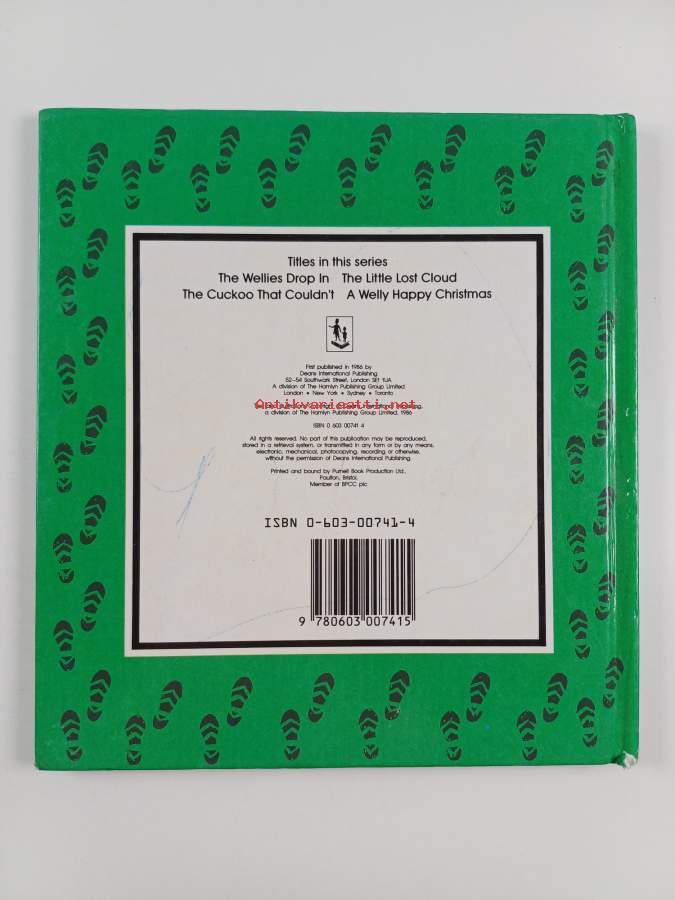 Titles in this series
The Wellies Drop In The Little Lost Cloud
The Cuckoo That Couldn't A Welly Happy Christmas
First published in 1986 by
Deans International Publishing
52–54 Southwark Street, London SE1 1UA
A division of The Hamlyn Publishing Group Limited
London • New York • Sydney • Toronto
Antikvariaatti.net
a division of The Hamlyn Publishing Group Limited, 1986
ISBN 0 603 00741 4
All rights reserved. No part of this publication may be reproduced,
stored in a retrieval system, or transmitted in any form or by any means,
electronic, mechanical, photocopying, recording or otherwise,
without the permission of Deans International Publishing.
Printed and bound by Purnell Book Production Ltd.,
Paulton, Bristol.
Member of BPCC plc
ISBN 0-603-00741-4
9 780603 007415